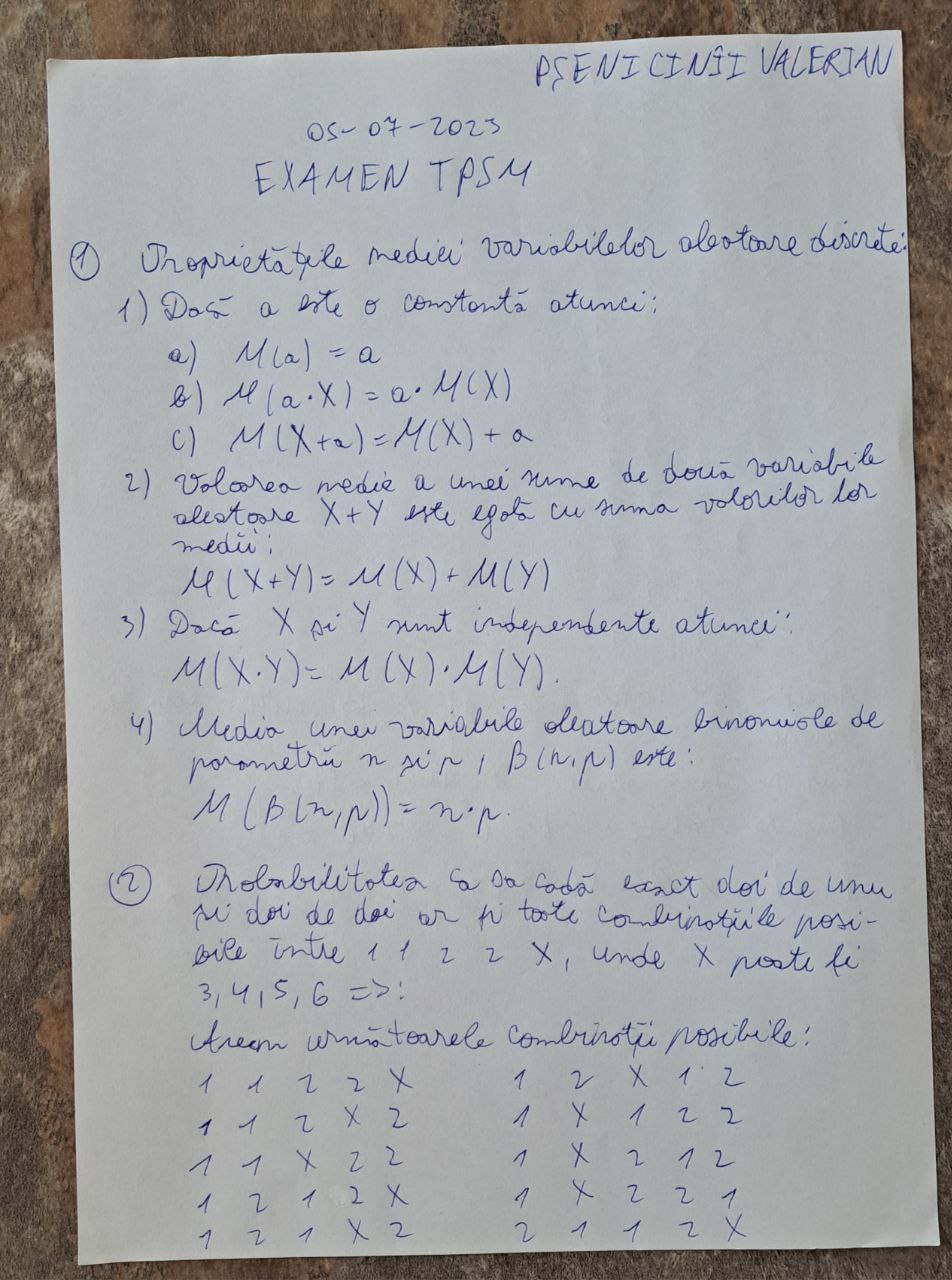 PȘENICINÎI VALERIAN
05-07-2023
EXAMEN TPSM
① Proprietățile mediei variabilelor aleatoare discrete:
1) Dacă a este o constantă atunci:
a) M(a) = a
b) M(a·X) = a·M(X)
c) M(X+a) = M(X) + a
2) Valoarea medie a unei sume de două variabile
aleatoare X+Y este egală cu suma valorilor lor
medii:
M(X+Y) = M(X) + M(Y)
3) Dacă X și Y sunt independente atunci:
M(X·Y) = M(X)·M(Y).
4) Media unei variabile aleatoare binomiale de
parametrii n și p, B(n,p) este:
M(B(n,p)) = n·p.
② Probabilitatea ca sa cadă exact doi de unu
și doi de doi ar fi toate combinațiile posi-
bile între 1 1 2 2 X, unde X poate fi
3, 4, 5, 6 =>:
Avem următoarele combinații posibile:
1 1 2 2 X 1 2 X 1 2
1 1 2 X 2 1 X 1 2 2
1 1 X 2 2 1 X 2 1 2
1 2 1 2 X 1 X 2 2 1
1 2 1 X 2 2 1 1 2 X